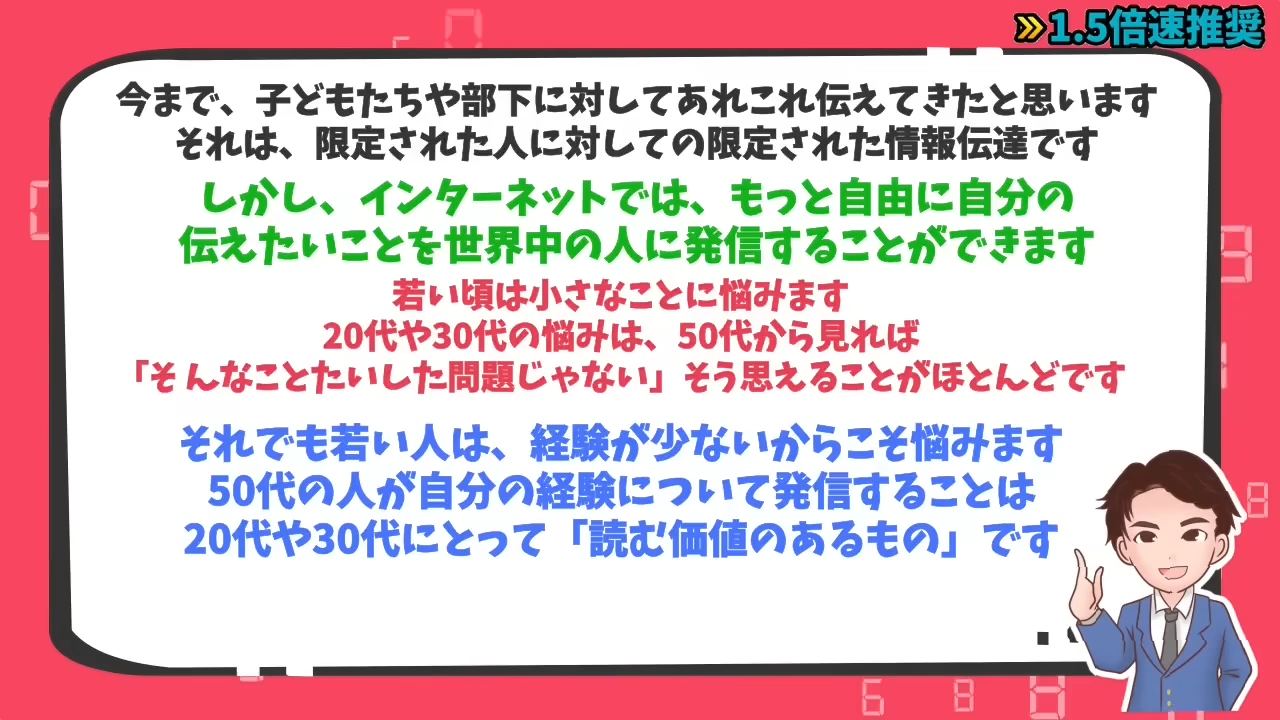 »1.5倍速推奨
今まで、子どもたちや部下に対してあれこれ伝えてきたと思います
それは、限定された人に対しての限定された情報伝達です
しかし、インターネットでは、もっと自由に自分の
伝えたいことを世界中の人に発信することができます
若い頃は小さなことに悩みます
20代や30代の悩みは、50代から見れば
「そんなことたいした問題じゃない」そう思えることがほとんどです
それでも若い人は、経験が少ないからこそ悩みます
50代の人が自分の経験について発信することは
20代や30代にとって「読む価値のあるもの」です